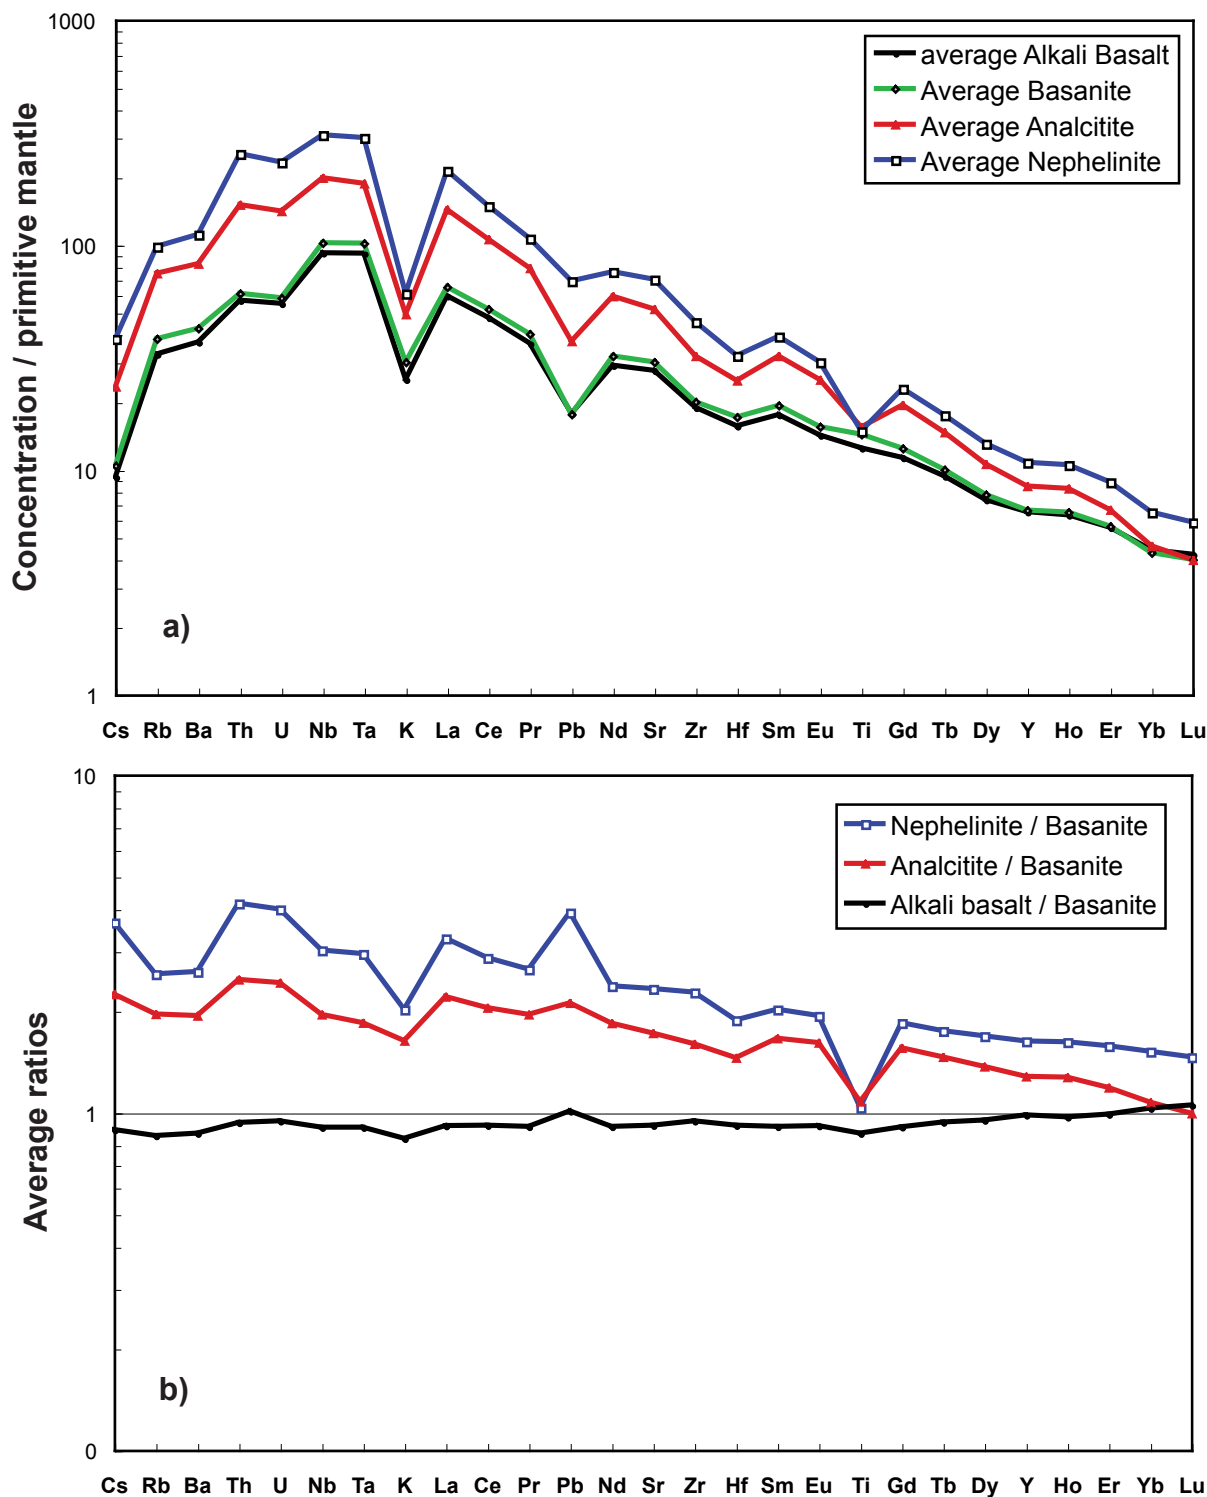 1000
average Alkali Basalt
Average Basanite
Average Analcitite
Average Nephelinite
100
10
1
Concentration / primitive mantle
a)
Cs Rb Ba Th U Nb Ta K La Ce Pr Pb Nd Sr Zr Hf Sm Eu Ti Gd Tb Dy Y Ho Er Yb Lu
10
Nephelinite / Basanite
Analcitite / Basanite
Alkali basalt / Basanite
1
0
Average ratios
b)
Cs Rb Ba Th U Nb Ta K La Ce Pr Pb Nd Sr Zr Hf Sm Eu Ti Gd Tb Dy Y Ho Er Yb Lu